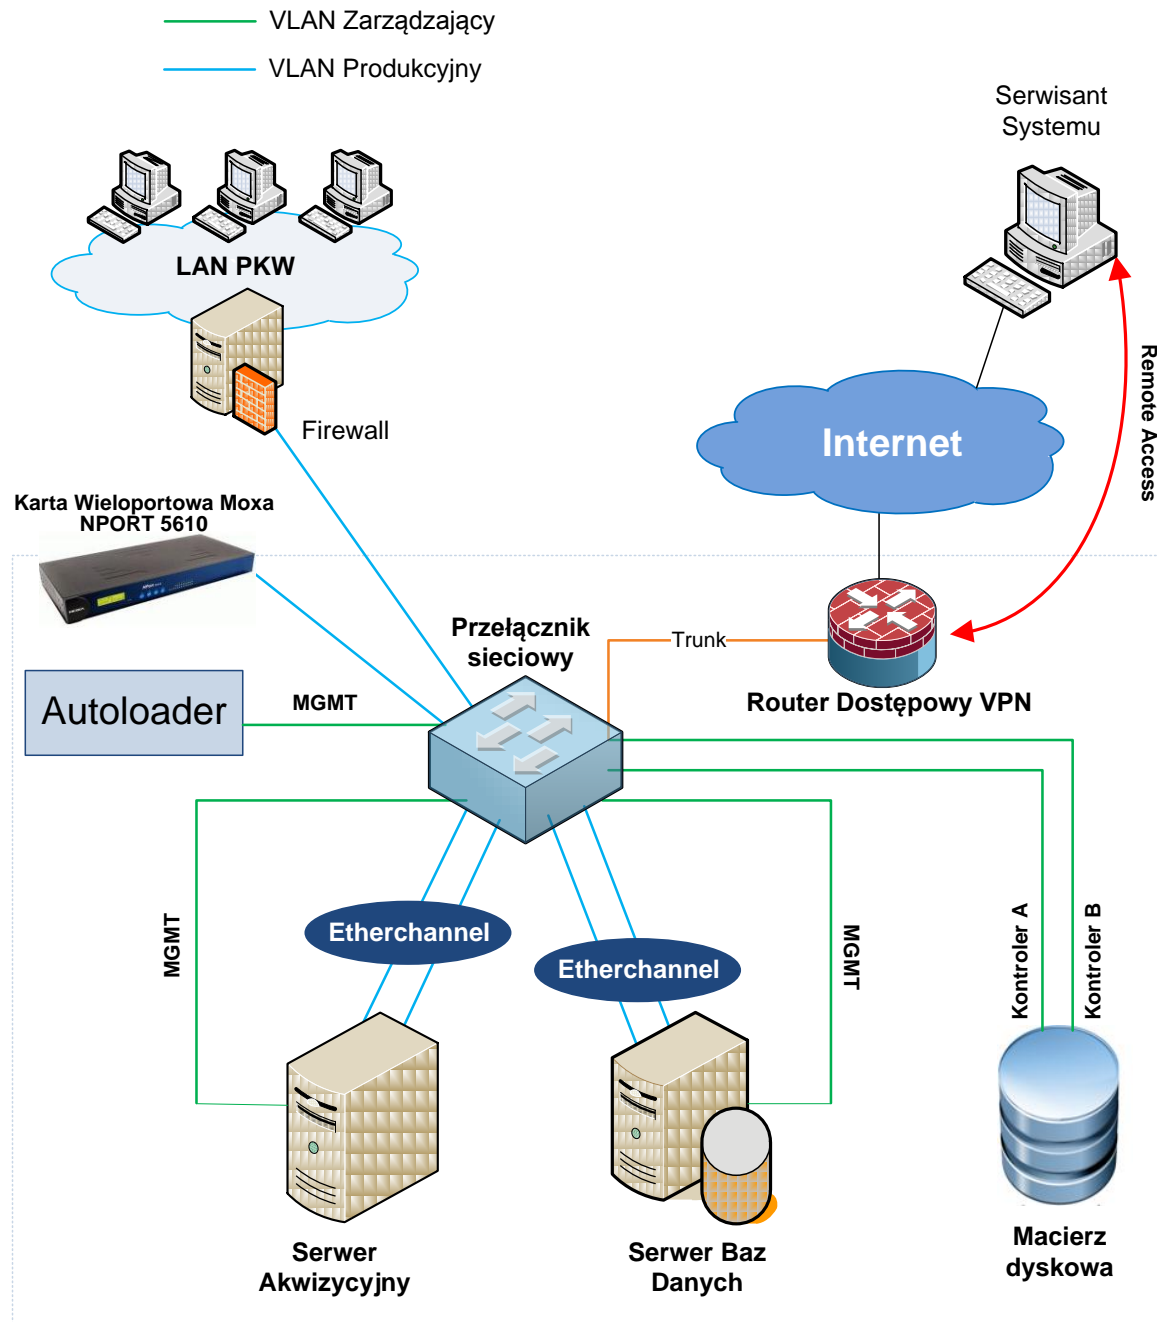 VLAN Zarządzający
VLAN Produkcyjny
Serwisant
Systemu
LAN PKW
Firewall
Internet
Remote Access
Karta Wieloportowa Moxa
NPORT 5610
Przełącznik
sieciowy
Trunk
Router Dostępowy VPN
Autoloader
MGMT
MGMT
Etherchannel
Etherchannel
MGMT
Kontroler A
Kontroler B
Serwer
Akwizycyjny
Serwer Baz
Danych
Macierz
dyskowa